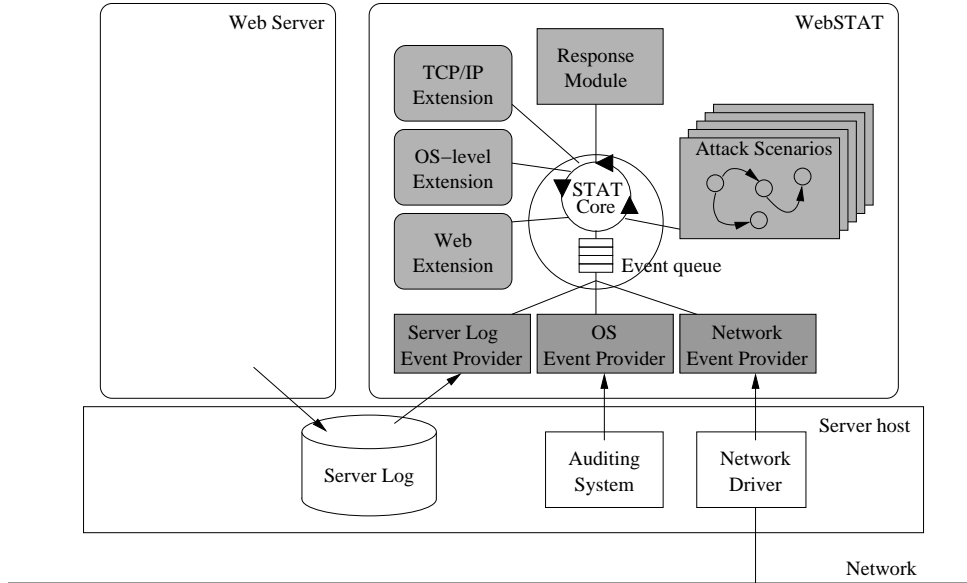 Web Server
WebSTAT
TCP/IP
Extension
Response
Module
OS−level
Extension
Attack Scenarios
STAT
Core
Web
Extension
Event queue
Server Log
Event Provider
OS
Event Provider
Network
Event Provider
Server host
Server Log
Auditing
System
Network
Driver
Network